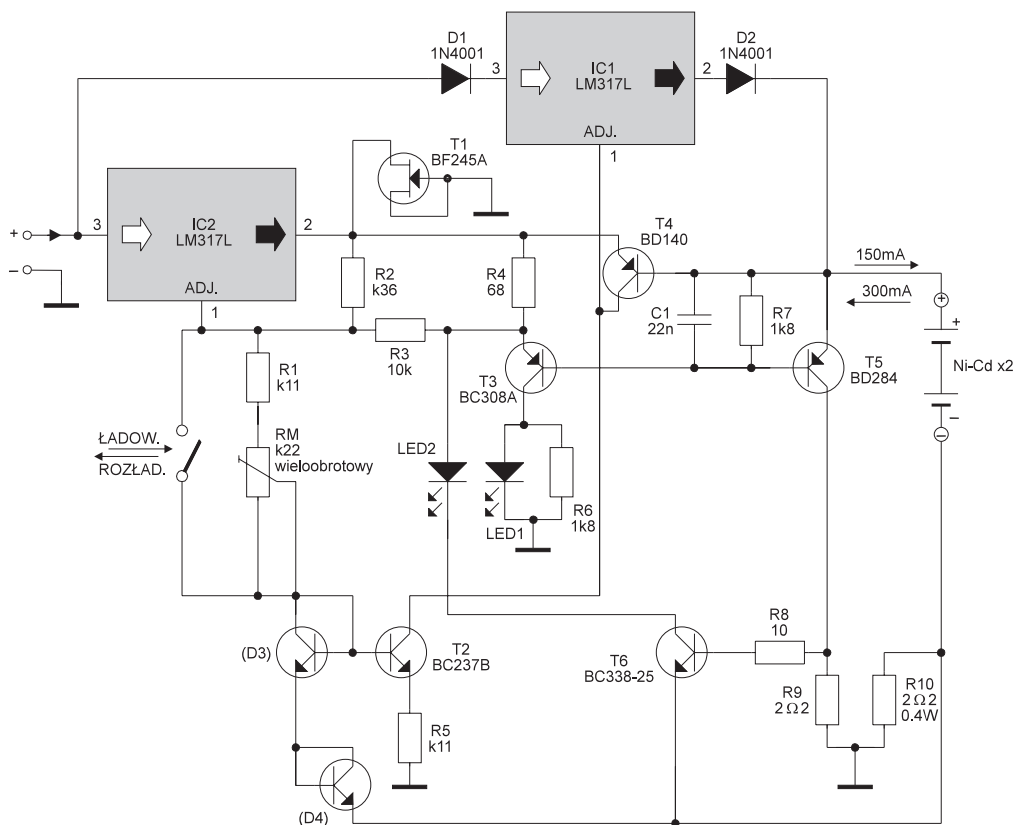 D1
1N4001
D2
1N4001
3
IC1
LM317L
2
ADJ.
1
T1
BF245A
+
−
3
IC2
LM317L
2
ADJ.
1
R2
k36
R4
68
T4
BD140
150mA
300mA
+
+
C1
22n
R7
1k8
R3
10k
T3
BC308A
T5
BD284
Ni-Cd x2
−
−
R1
k11
RM
k22
wieloobrotowy
ŁADOW.
ROZŁAD.
LED2
LED1
R6
1k8
(D3)
T2
BC237B
T6
BC338-25
R8
10
R9
2Ω2
R10
2Ω2
0.4W
R5
k11
(D4)